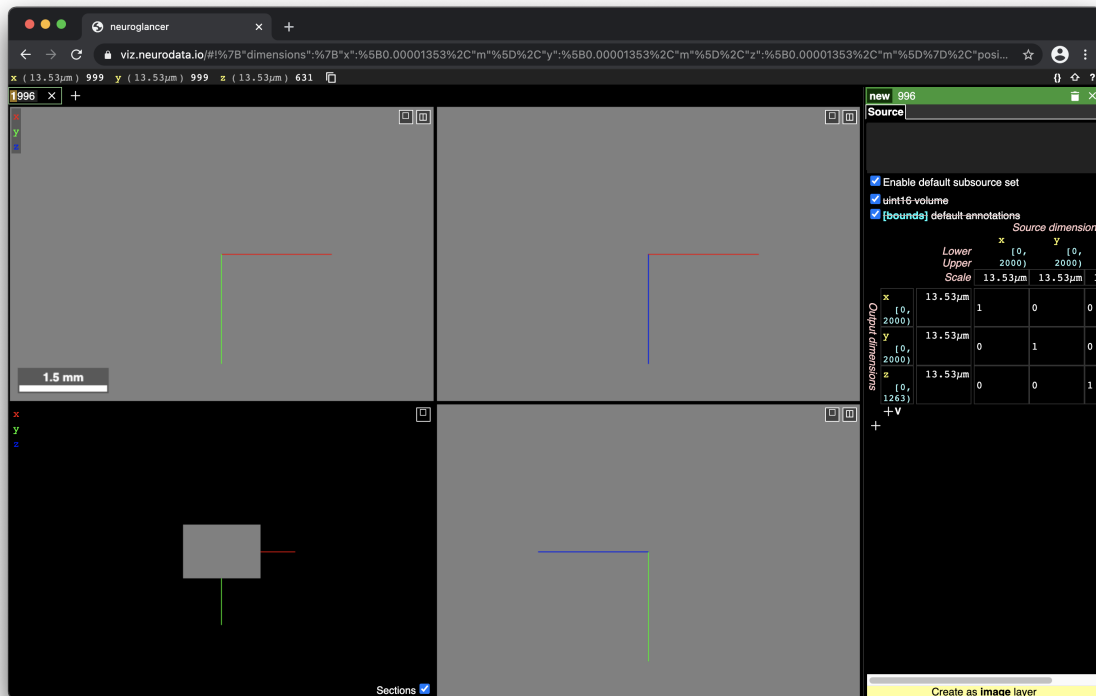 neuroglancer
viz.neurodata.io/#!%7B"dimensions":%7B"x":%5B0.00001353%2C"m"%5D%2C"y":%5B0.00001353%2C"m"%5D%2C"z":%5B0.00001353%2C"m"%5D%7D%2C"posi...
x (13.53µm) 999 y (13.53µm) 999 z (13.53µm) 631 {} ?
1996 × +
new 996
Source
x
y
z
Enable default subsource set
uint16 volume
[bounds] default annotations
Source dimension
x y
Lower [0, [0,
Upper 2000) 2000)
Scale 13.53µm 13.53µm 1
Output dimensions
x 13.53µm 1 0 0
[0,
2000)
y 13.53µm 0 1 0
[0,
2000)
z 13.53µm 0 0 1
[0,
1263)
+v
+
1.5 mm
x
y
z
Sections
Create as image layer